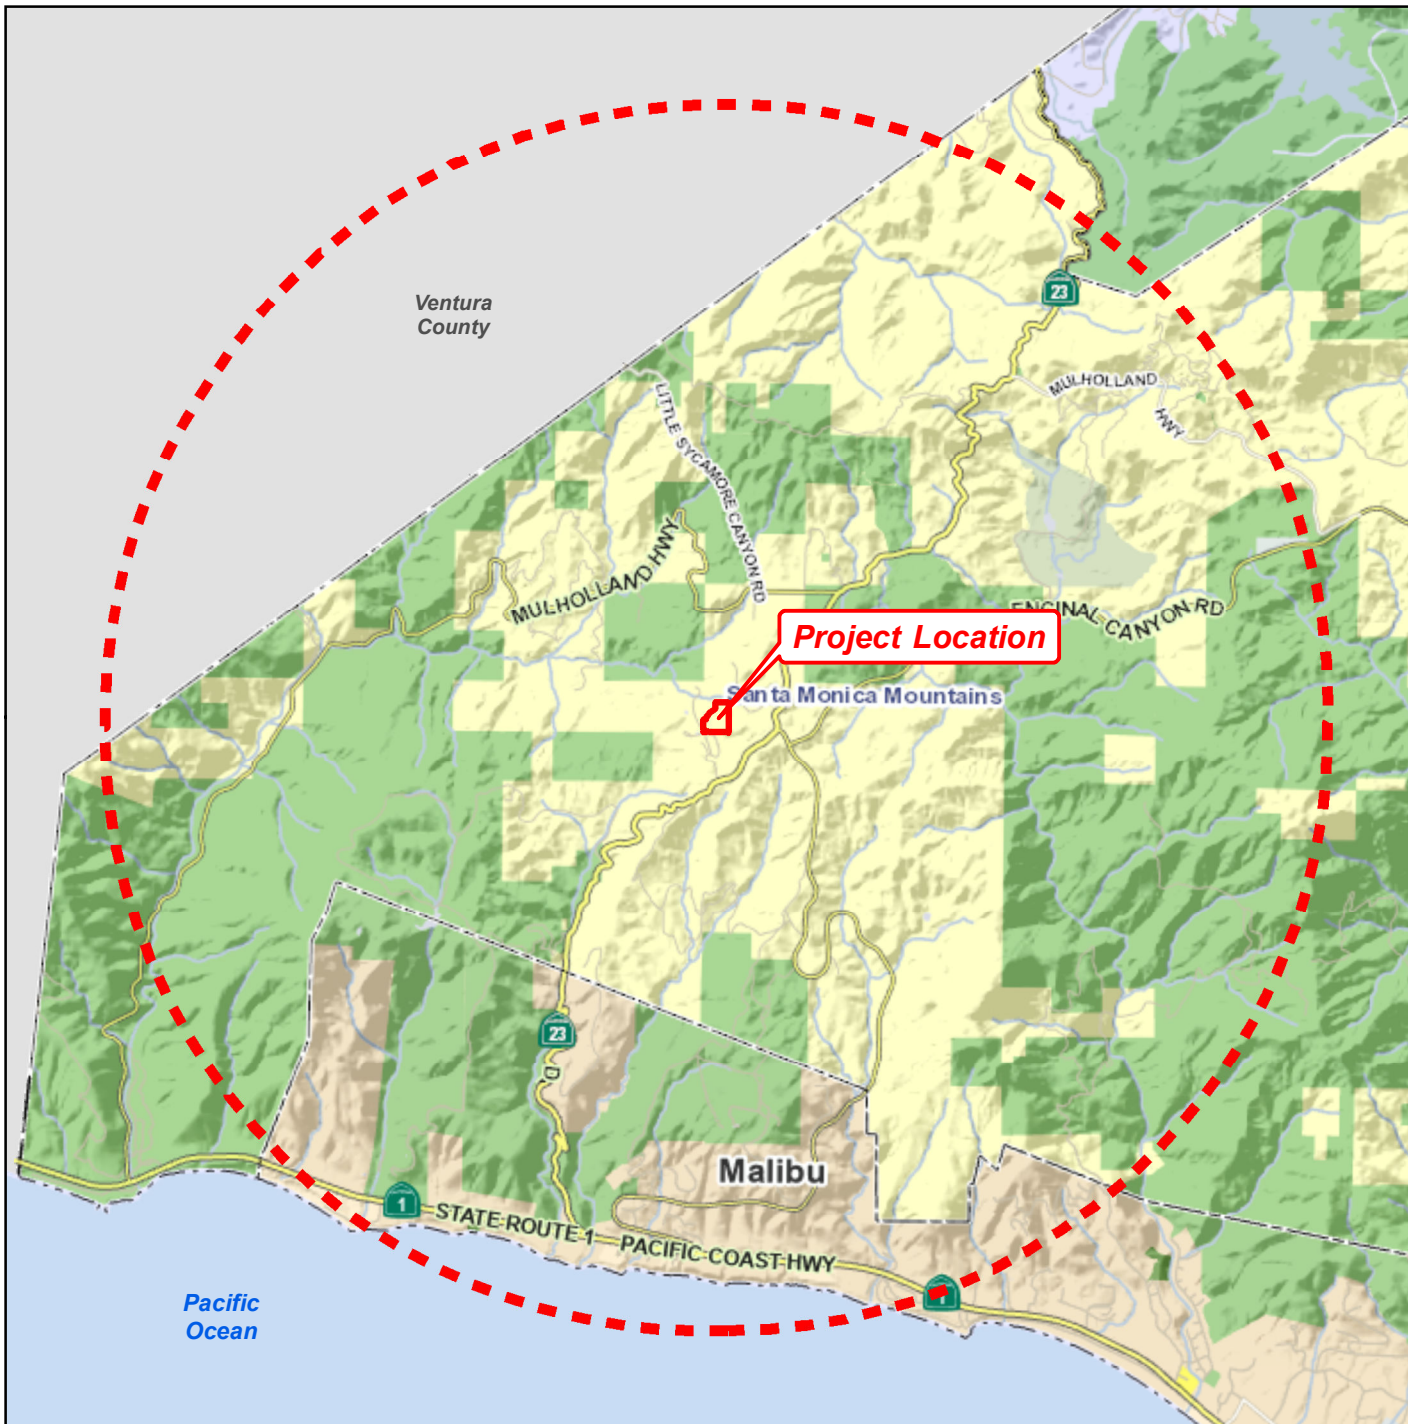 Ventura
County
23
MULHOLLAND
HWY
LITTLE SYCAMORE CANYON RD
MULHOLLAND HWY
ENCINAL CANYON RD
Project Location
Santa Monica Mountains
23
D
Malibu
1
STATE ROUTE 1
PACIFIC COAST HWY
1
Pacific
Ocean